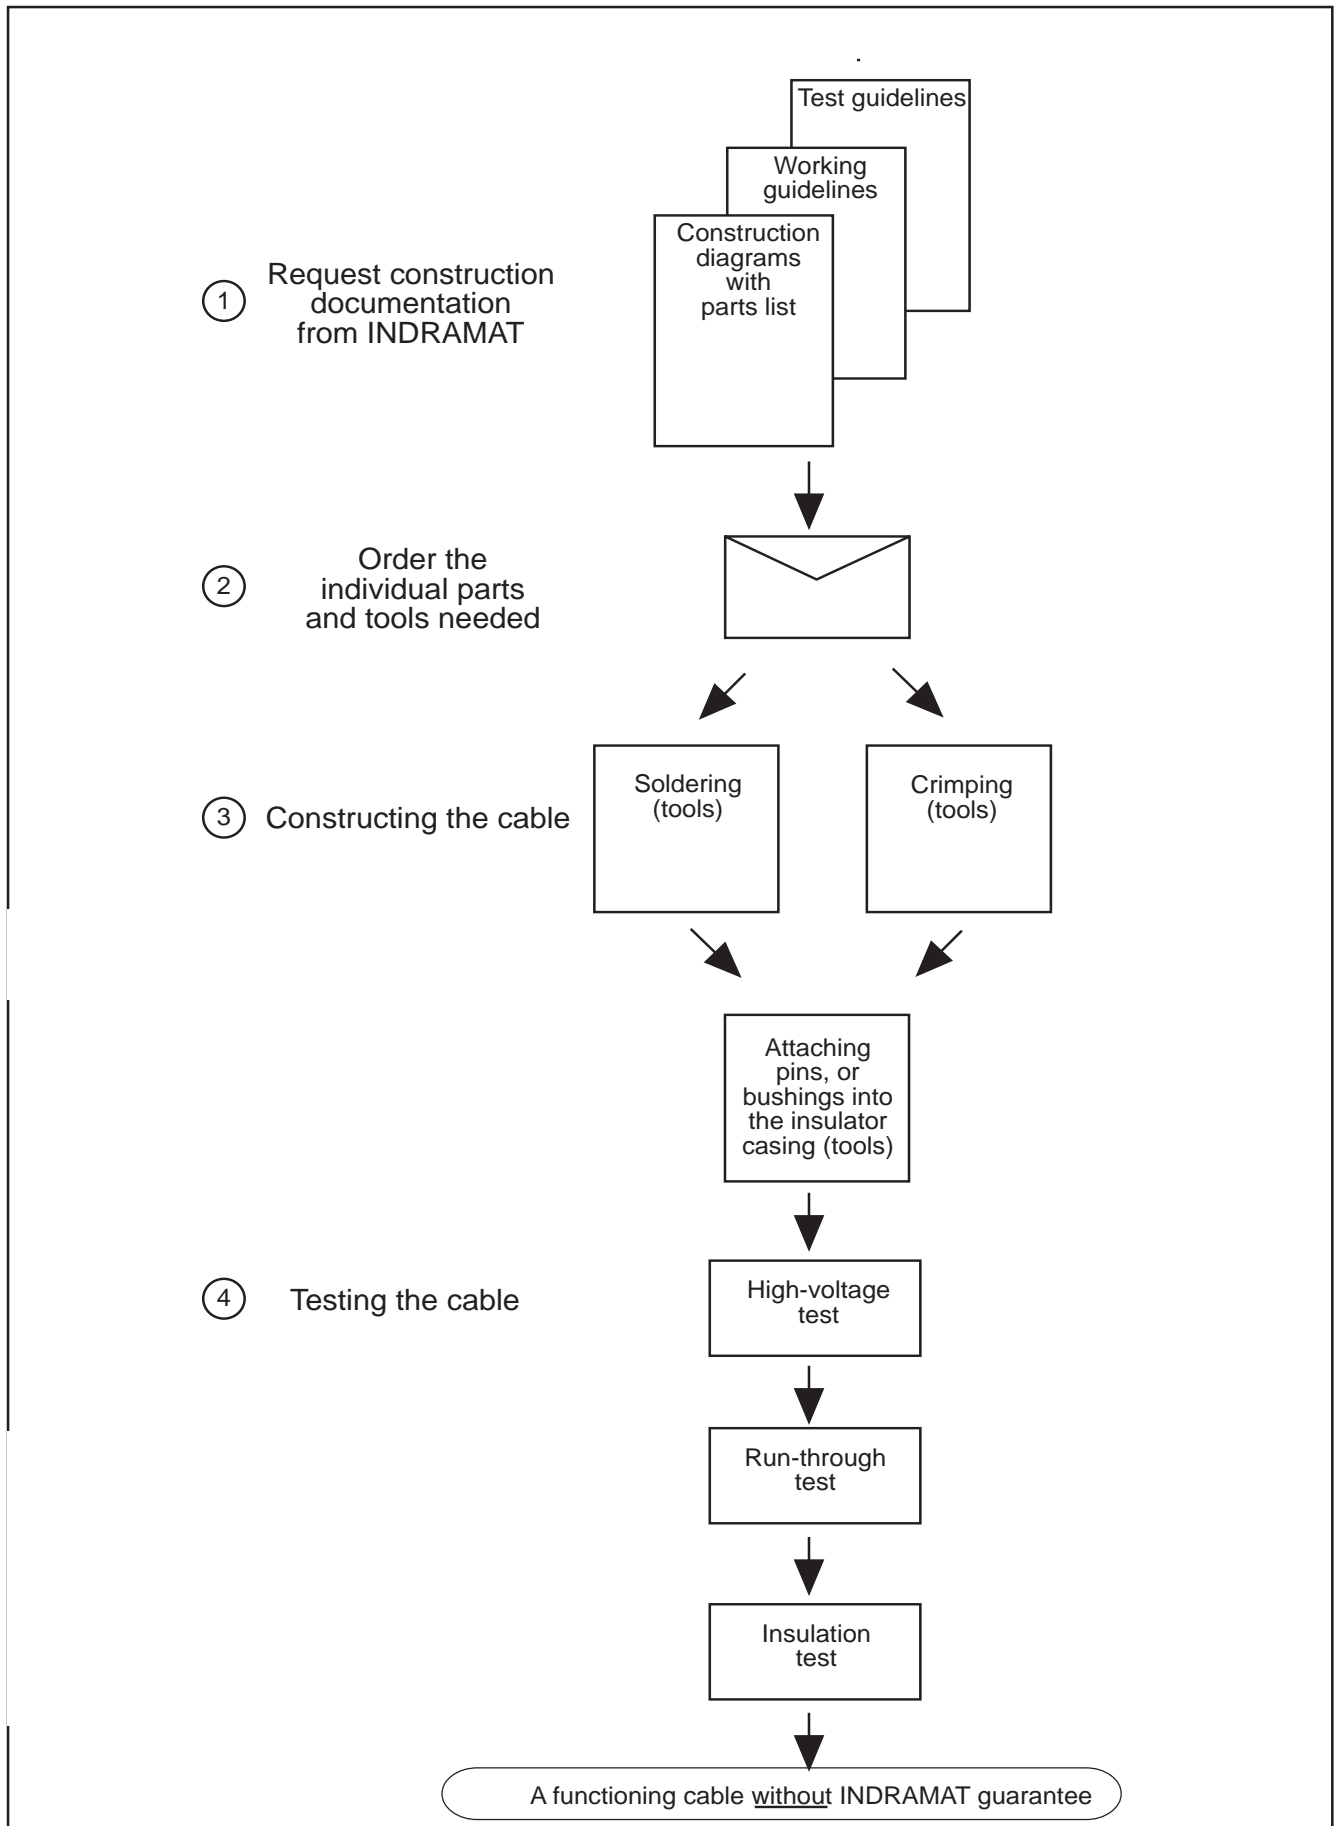 Test guidelines
Working
guidelines
Construction
diagrams
with
parts list
1
Request construction
documentation
from INDRAMAT
2
Order the
individual parts
and tools needed
3
Constructing the cable
Soldering
(tools)
Crimping
(tools)
Attaching
pins, or
bushings into
the insulator
casing (tools)
4
Testing the cable
High-voltage
test
Run-through
test
Insulation
test
A functioning cable without INDRAMAT guarantee